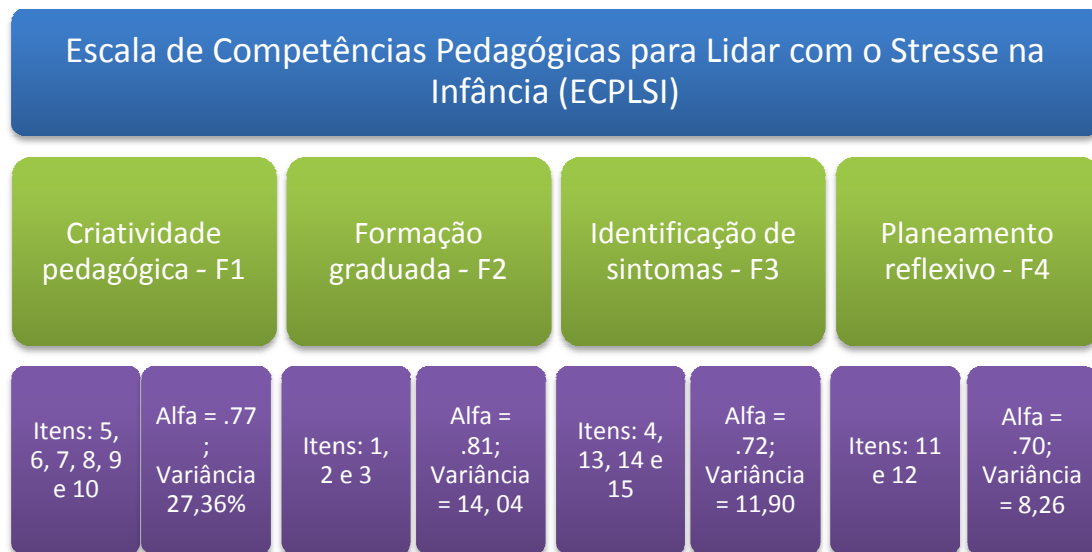 Escala de Competências Pedagógicas para Lidar com o Stresse na
Infância (ECPLSI)
Criatividade
pedagógica - F1
Formação
graduada - F2
Identificação de
sintomas - F3
Planeamento
reflexivo - F4
Itens: 5,
6, 7, 8, 9
e 10
Alfa = .77
;
Variância
27,36%
Itens: 1,
2 e 3
Alfa =
.81;
Variância
= 14, 04
Itens: 4,
13, 14 e
15
Alfa =
.72;
Variância
= 11,90
Itens: 11
e 12
Alfa =
.70;
Variância
= 8,26